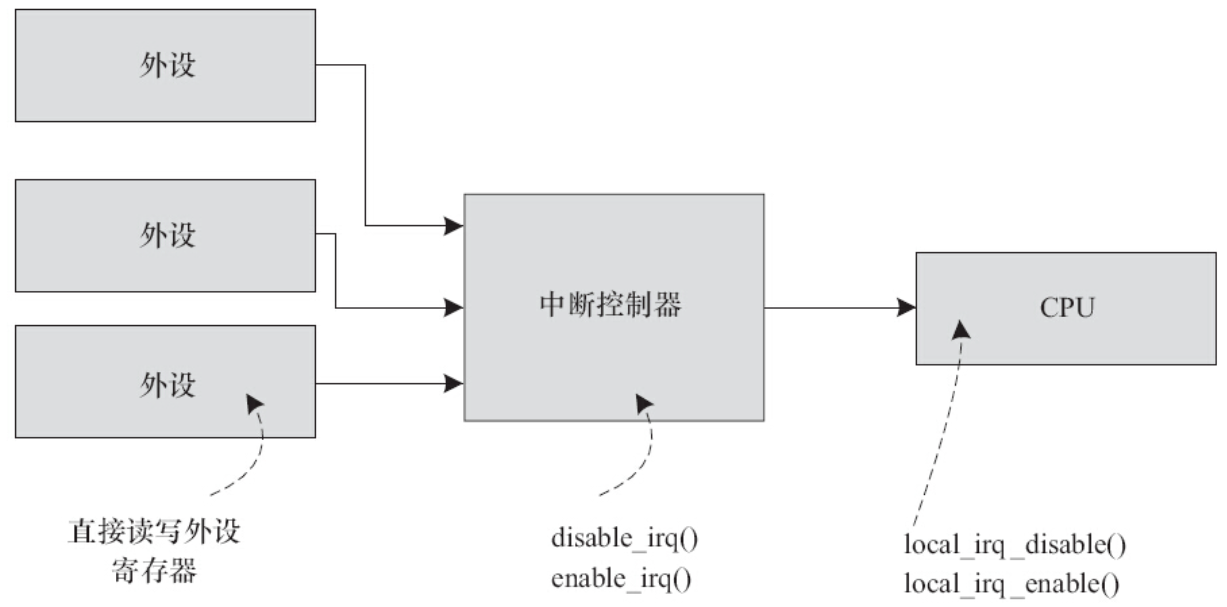 外设
外设
外设
中断控制器
CPU
直接读写外设
寄存器
disable_irq()
enable_irq()
local_irq_disable()
local_irq_enable()